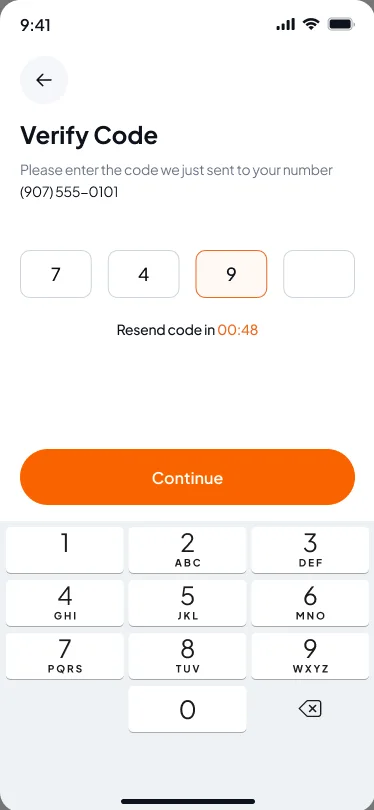 9:41
Verify Code
Please enter the code we just sent to your number
(907) 555-0101
7 4 9
Resend code in 00:48
Continue
1 2 3
ABC DEF
4 5 6
GHI JKL MNO
7 8 9
PQRS TUV WXYZ
0